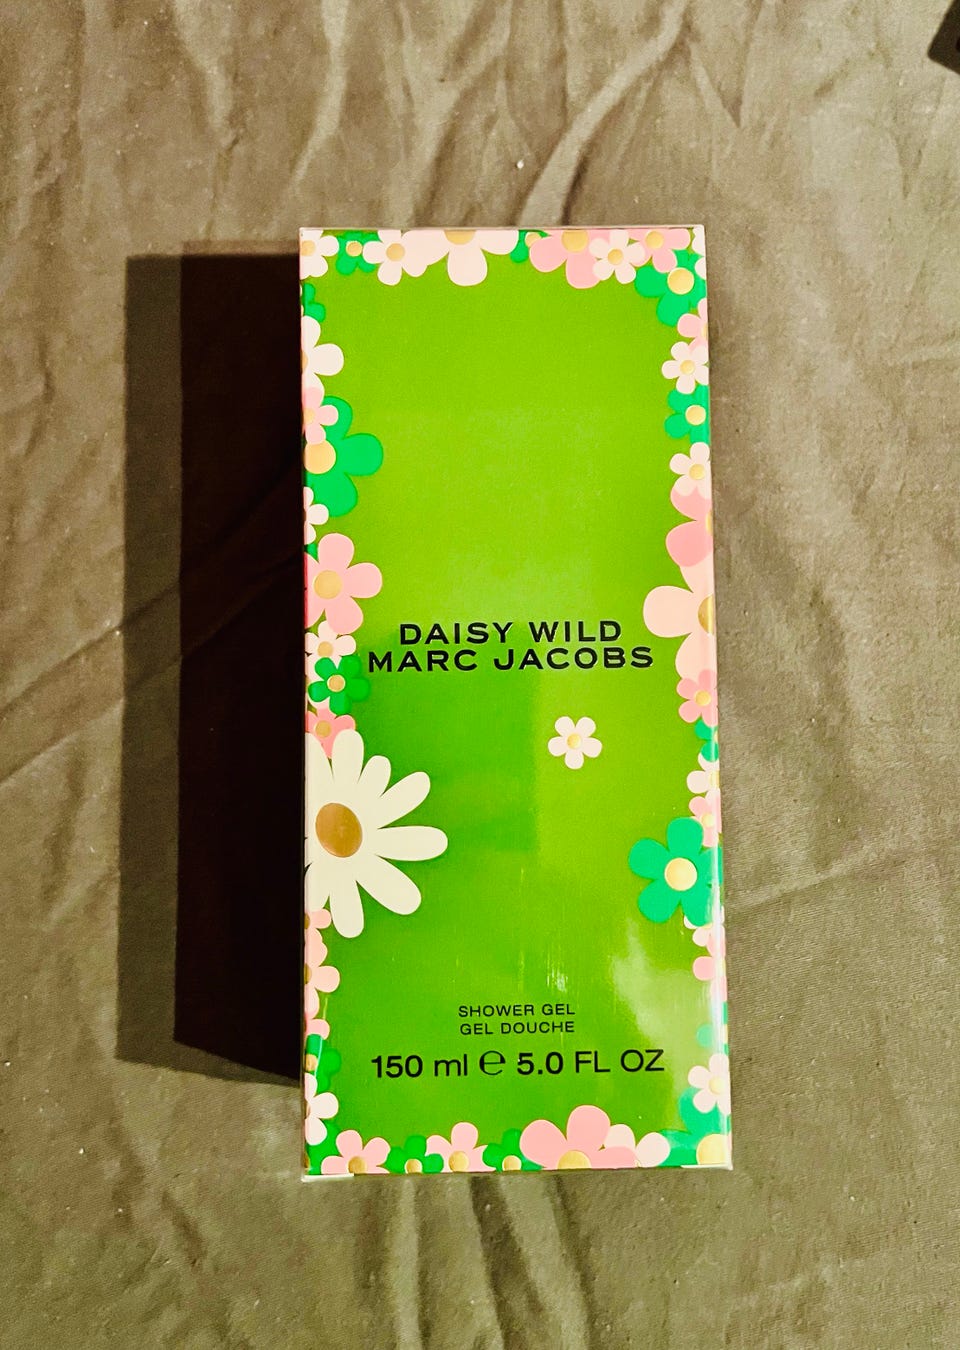 DAISY WILD
MARC JACOBS
SHOWER GEL
GEL DOUCHE
150 ml ℮ 5.0 FL OZ